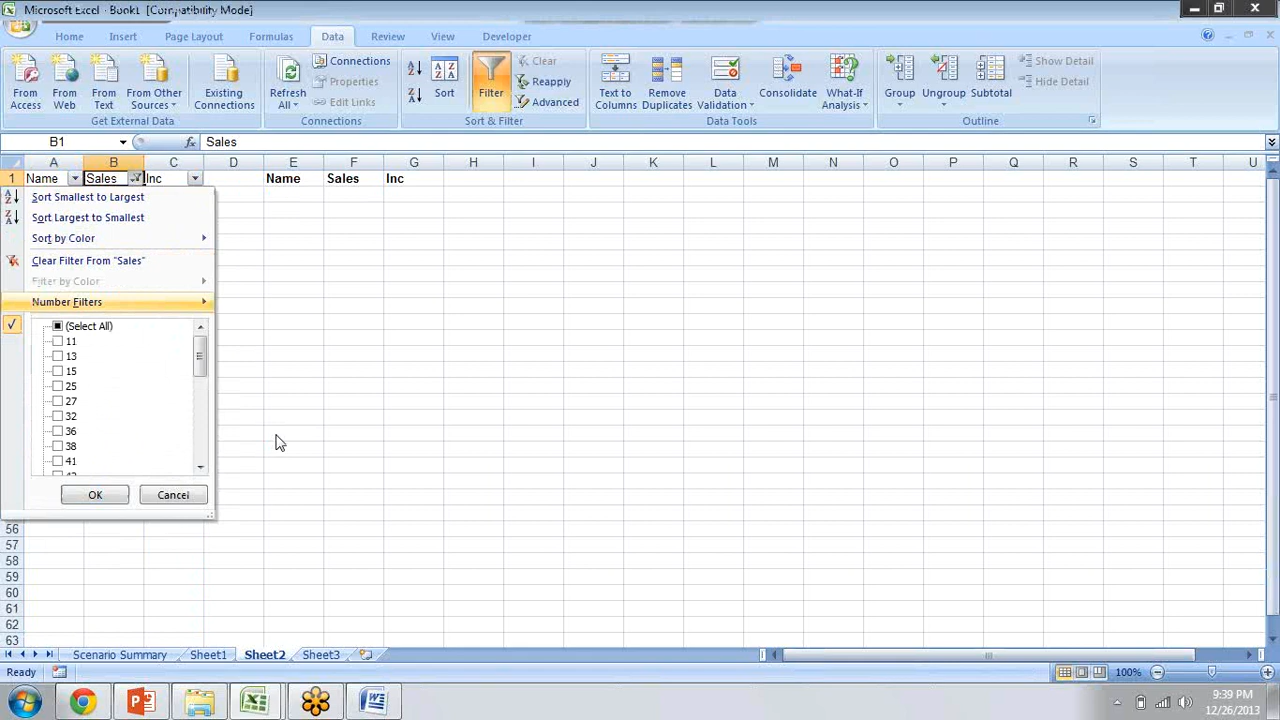 Microsoft Excel - Book1 [Compatibility Mode]
Home Insert Page Layout Formulas Data Review View Developer
From Access
From Web
From Text
From Other Sources
Existing Connections
Get External Data
Refresh All
Connections
Properties
Edit Links
Connections
Sort
Filter
Clear
Reapply
Advanced
Sort & Filter
Text to Columns
Remove Duplicates
Data Validation
Consolidate
What-If Analysis
Data Tools
Group
Ungroup
Subtotal
Show Detail
Hide Detail
Outline
B1 fx Sales
A B C D E F G H I J K L M N O P Q R S T U
1 Name Sales Inc Name Sales Inc
Sort Smallest to Largest
Sort Largest to Smallest
Sort by Color
Clear Filter From "Sales"
Filter by Color
Number Filters
(Select All)
11
13
15
25
27
32
36
38
41
OK Cancel
56
57
58
59
60
61
62
63
Scenario Summary Sheet1 Sheet2 Sheet3
Ready 100%
9:39 PM
12/26/2013